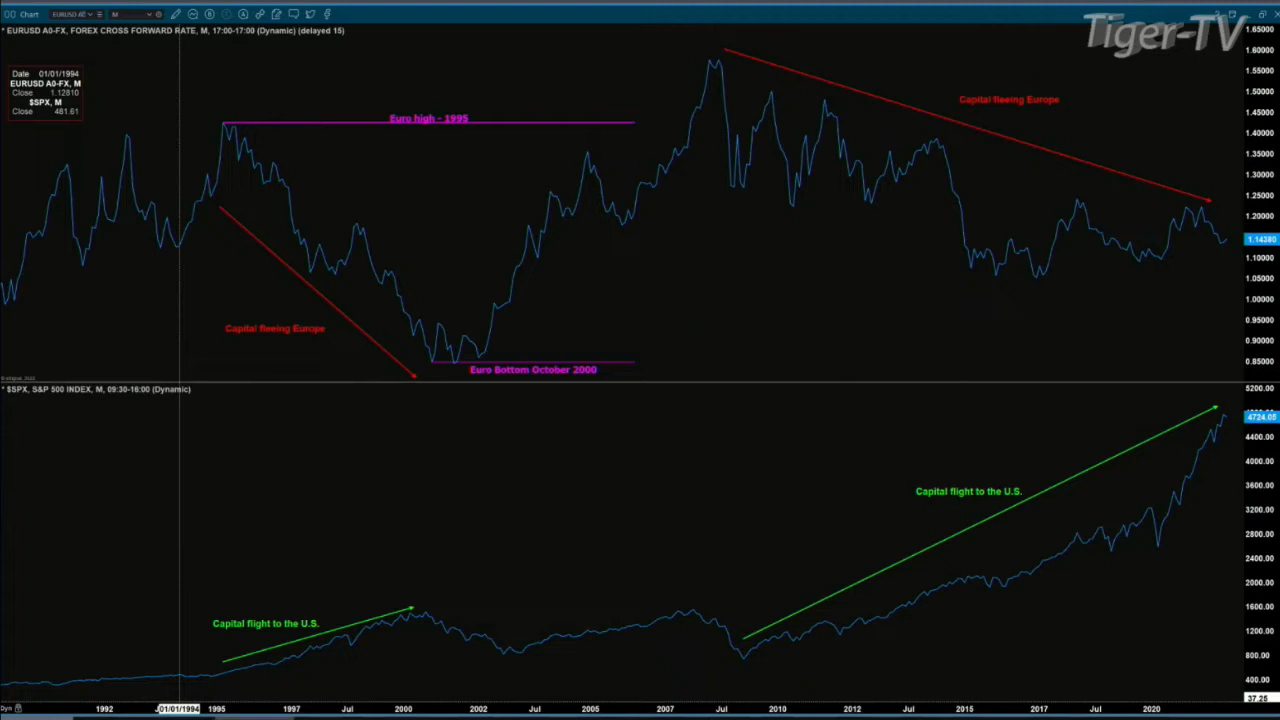 Chart
EURUSD A0
M
Tiger-TV
* EURUSD A0-FX, FOREX CROSS FORWARD RATE, M, 17:00-17:00 (Dynamic) (delayed 15)
Date 01/01/1994
EURUSD A0-FX, M
Close 1.12810
$SPX, M
Close 481.61
Euro high - 1995
Capital fleeing Europe
Capital fleeing Europe
Euro Bottom October 2000
1.65000
1.60000
1.55000
1.50000
1.45000
1.40000
1.35000
1.30000
1.25000
1.20000
1.14380
1.10000
1.05000
1.00000
0.95000
0.90000
0.85000
* $SPX, S&P 500 INDEX, M, 09:30-16:00 (Dynamic)
Capital flight to the U.S.
Capital flight to the U.S.
5200.00
4724.05
4400.00
4000.00
3600.00
3200.00
2800.00
2400.00
2000.00
1600.00
1200.00
800.00
400.00
37.25
Dyn
1992 01/01/1994 1995 1997 Jul 2000 2002 Jul 2005 2007 Jul 2010 2012 Jul 2015 2017 Jul 2020